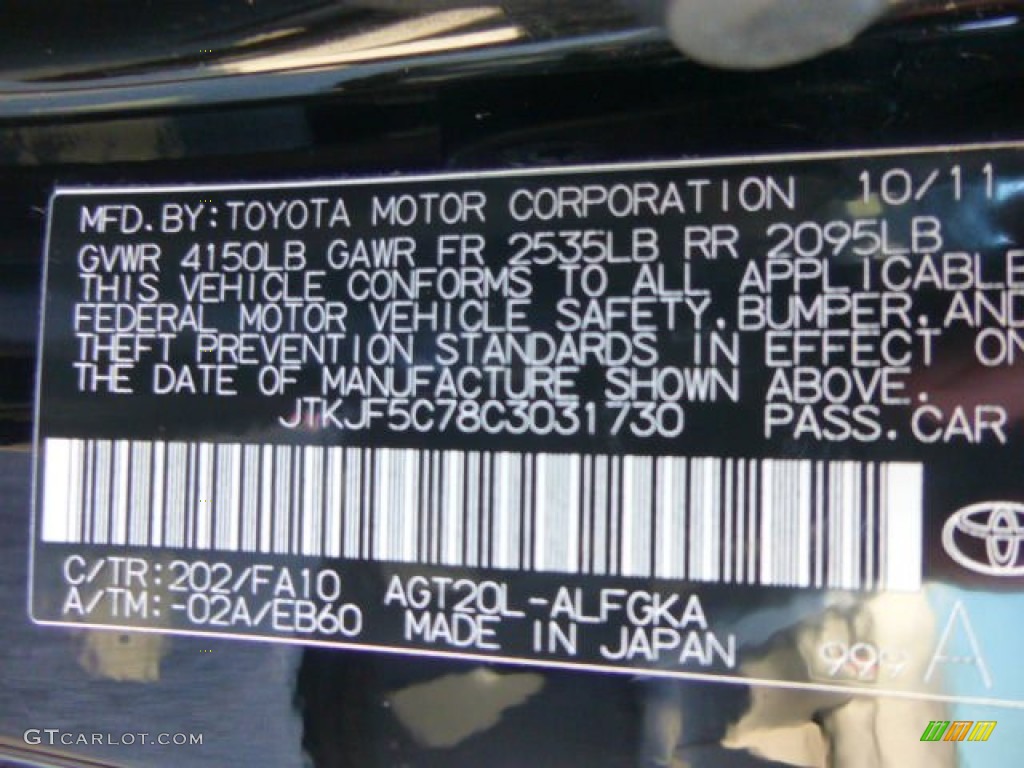 MFD.BY:TOYOTA MOTOR CORPORATION 10/11
GVWR 4150LB GAWR FR 2535LB RR 2095LB
THIS VEHICLE CONFORMS TO ALL APPLICABLE
FEDERAL MOTOR VEHICLE SAFETY,BUMPER,AND
THEFT PREVENTION STANDARDS IN EFFECT ON
THE DATE OF MANUFACTURE SHOWN ABOVE.
JTKJF5C78C3031730 PASS.CAR
C/TR:202/FA10 AGT20L-ALFGKA
A/TM:-02A/EB60 MADE IN JAPAN
999 A
GTCARLOT.COM